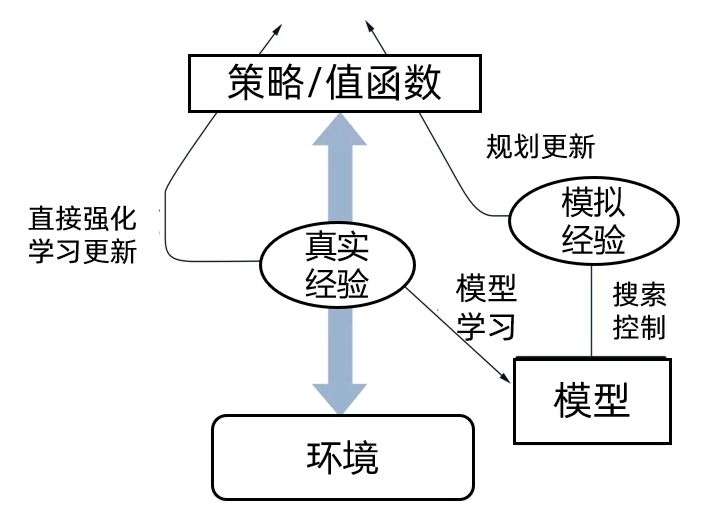 策略/值函数
规划更新
模拟
经验
直接强化
学习更新
真实
经验
模型
学习
搜索
控制
模型
环境